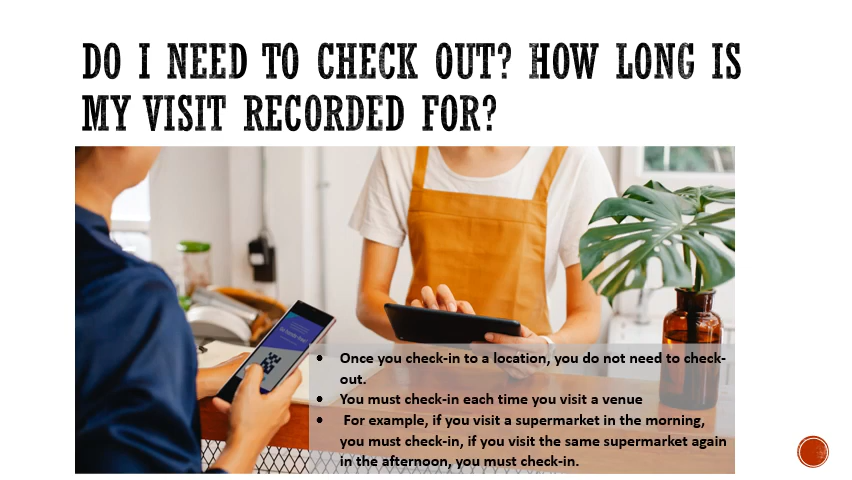 DO I NEED TO CHECK OUT? HOW LONG IS
MY VISIT RECORDED FOR?
• Once you check-in to a location, you do not need to check-
out.
• You must check-in each time you visit a venue
• For example, if you visit a supermarket in the morning,
you must check-in, if you visit the same supermarket again
in the afternoon, you must check-in.